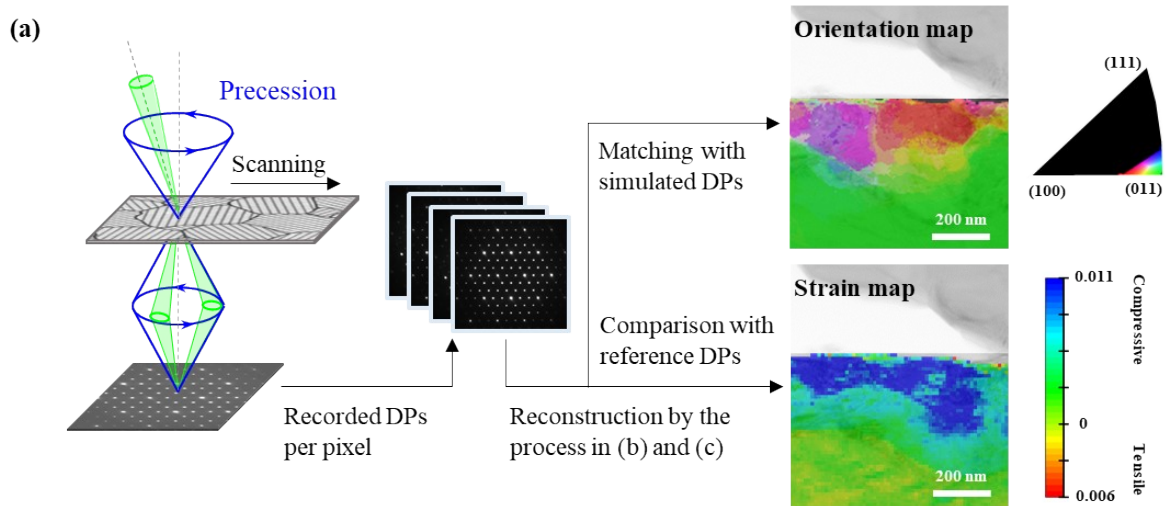 (a)
Precession
Scanning
Recorded DPs
per pixel
Matching with
simulated DPs
Comparison with
reference DPs
Reconstruction by the
process in (b) and (c)
Orientation map
200 nm
(111)
(100)
(011)
Strain map
200 nm
0.011
0
0.006
Compressive
Tensile